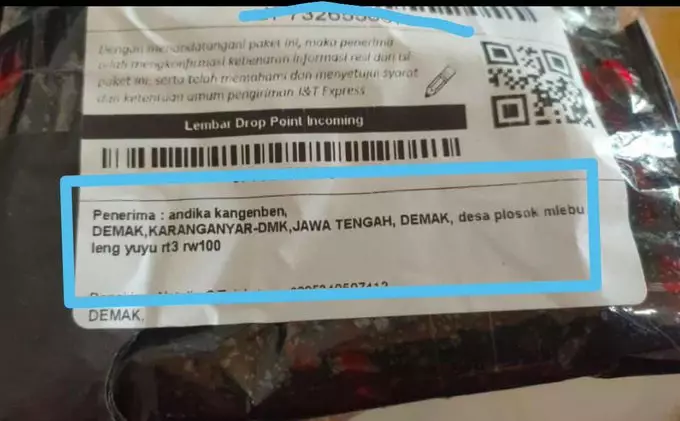 Dengan menandatangani paket ini, maka penerima
telah mengkonfirmasi kebenaran informasi real dari isi
paket ini, serta telah memahami dan menyetujui syarat
dan ketentuan umum pengiriman J&T Express
Lembar Drop Point Incoming
Penerima : andika kangenben,
DEMAK,KARANGANYAR-DMK,JAWA TENGAH, DEMAK, desa plosok mlebu
leng yuyu rt3 rw100
DEMAK,